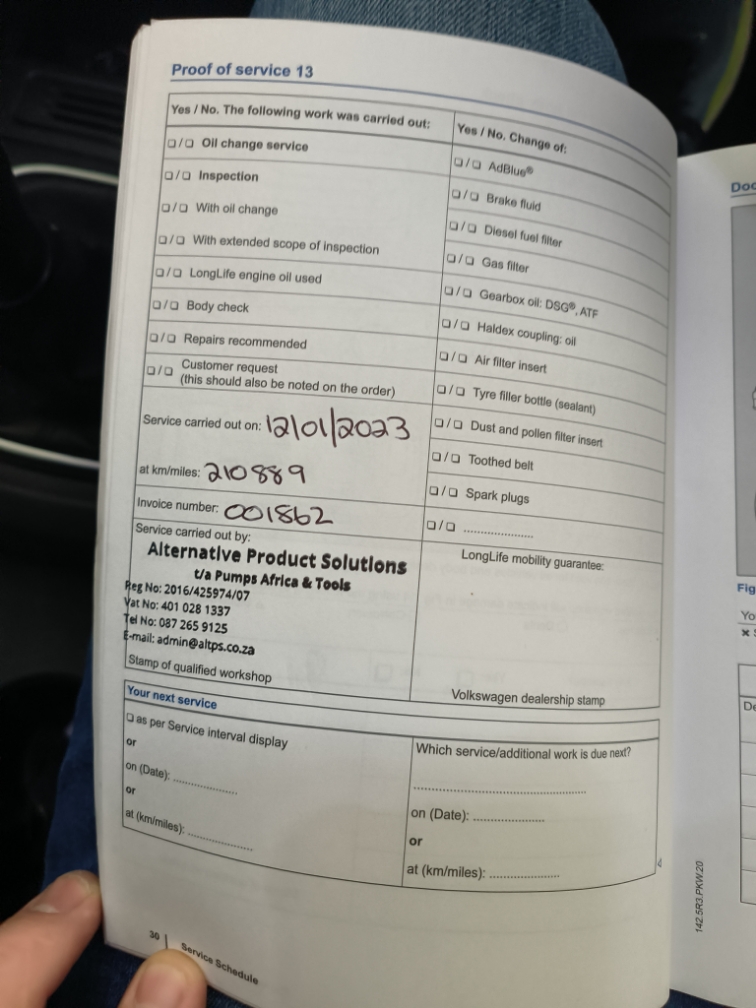 Proof of service 13
Yes / No. The following work was carried out:
❏/❏ Oil change service
❏/❏ Inspection
❏/❏ With oil change
❏/❏ With extended scope of inspection
❏/❏ LongLife engine oil used
❏/❏ Body check
❏/❏ Repairs recommended
❏/❏ Customer request
(this should also be noted on the order)
Yes / No. Change of:
❏/❏ AdBlue®
❏/❏ Brake fluid
❏/❏ Diesel fuel filter
❏/❏ Gas filter
❏/❏ Gearbox oil: DSG®, ATF
❏/❏ Haldex coupling: oil
❏/❏ Air filter insert
❏/❏ Tyre filler bottle (sealant)
❏/❏ Dust and pollen filter insert
❏/❏ Toothed belt
❏/❏ Spark plugs
❏/❏ ....................
Service carried out on: 12/01/2023
at km/miles: 210889
Invoice number: 001862
Service carried out by:
Alternative Product Solutions
t/a Pumps Africa & Tools
Reg No: 2016/425974/07
Vat No: 401 028 1337
Tel No: 087 265 9125
E-mail: admin@altps.co.za
Stamp of qualified workshop
LongLife mobility guarantee:
Volkswagen dealership stamp
Your next service
❏ as per Service interval display
or
on (Date): ....................
or
at (km/miles): ....................
Which service/additional work is due next?
..................................................
on (Date): ....................
or
at (km/miles): ....................
30 | Service Schedule
142.5R3.PKW.20
Doc
Fig
Yo
De